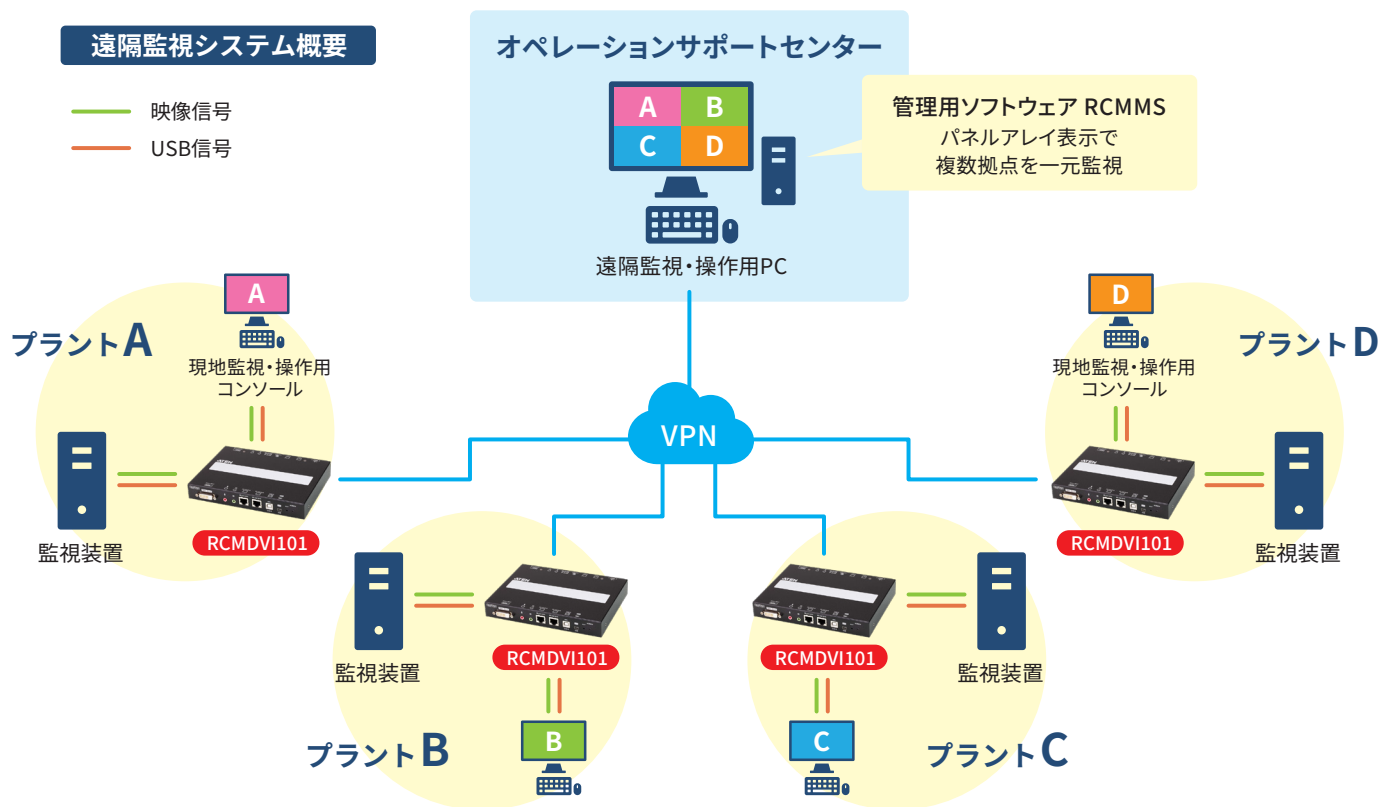 遠隔監視システム概要
映像信号
USB信号
オペレーションサポートセンター
A
B
C
D
管理用ソフトウェア RCMMS
パネルアレイ表示で
複数拠点を一元監視
遠隔監視・操作用PC
プラントA
A
現地監視・操作用
コンソール
監視装置
RCMDVI101
VPN
D
プラントD
現地監視・操作用
コンソール
RCMDVI101
監視装置
監視装置
RCMDVI101
B
プラントB
RCMDVI101
監視装置
C
プラントC